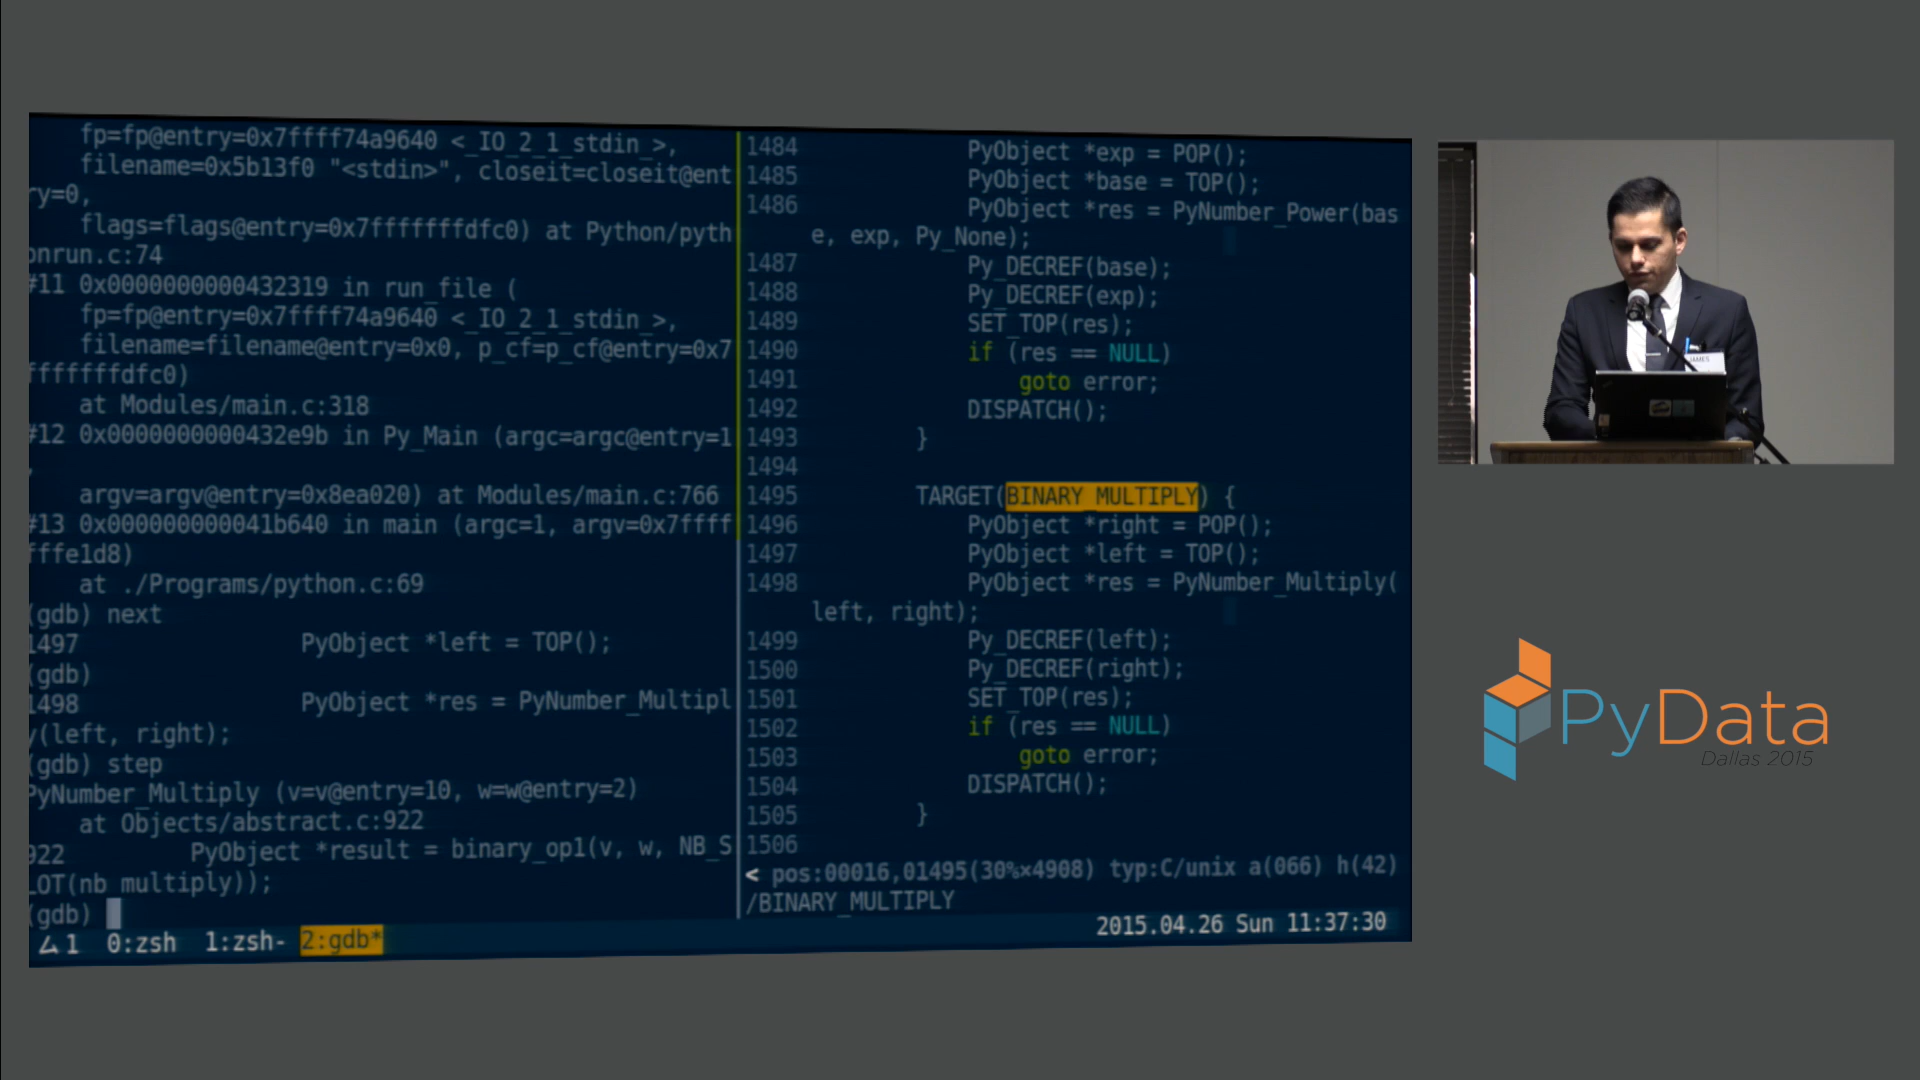 fp=fp@entry=0x7ffff74a9640 <_IO_2_1_stdin_>,
filename=0x5b13f0 "<stdin>", closeit=closeit@ent
ry=0,
flags=flags@entry=0x7fffffffdfc0) at Python/pyth
onrun.c:74
#11 0x0000000000432319 in run_file (
fp=fp@entry=0x7ffff74a9640 <_IO_2_1_stdin_>,
filename=filename@entry=0x0, p_cf=p_cf@entry=0x7
fffffffdfc0)
at Modules/main.c:318
#12 0x0000000000432e9b in Py_Main (argc=argc@entry=1
,
argv=argv@entry=0x8ea020) at Modules/main.c:766
#13 0x000000000041b640 in main (argc=1, argv=0x7ffff
fffe1d8)
at ./Programs/python.c:69
(gdb) next
1497 PyObject *left = TOP();
(gdb)
1498 PyObject *res = PyNumber_Multipl
y(left, right);
(gdb) step
PyNumber_Multiply (v=v@entry=10, w=w@entry=2)
at Objects/abstract.c:922
922 PyObject *result = binary_op1(v, w, NB_S
LOT(nb_multiply));
(gdb)
1484 PyObject *exp = POP();
1485 PyObject *base = TOP();
1486 PyObject *res = PyNumber_Power(bas
e, exp, Py_None);
1487 Py_DECREF(base);
1488 Py_DECREF(exp);
1489 SET_TOP(res);
1490 if (res == NULL)
1491 goto error;
1492 DISPATCH();
1493 }
1494
1495 TARGET(BINARY_MULTIPLY) {
1496 PyObject *right = POP();
1497 PyObject *left = TOP();
1498 PyObject *res = PyNumber_Multiply(
left, right);
1499 Py_DECREF(left);
1500 Py_DECREF(right);
1501 SET_TOP(res);
1502 if (res == NULL)
1503 goto error;
1504 DISPATCH();
1505 }
1506
< pos:00016,01495(30%×4908) typ:C/unix a(066) h(42)
/BINARY_MULTIPLY
1 0:zsh 1:zsh- 2:gdb*
2015.04.26 Sun 11:37:30
JAMES
PyData
Dallas 2015